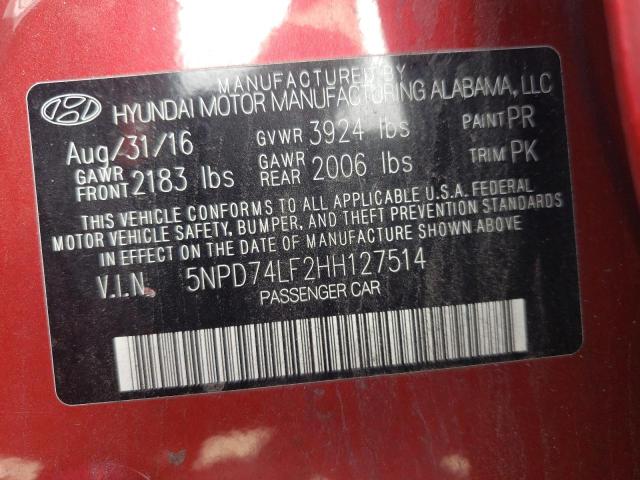 MANUFACTURED BY
HYUNDAI MOTOR MANUFACTURING ALABAMA, LLC
Aug/31/16 GVWR 3924 lbs PAINT PR
GAWR FRONT 2183 lbs GAWR REAR 2006 lbs TRIM PK
THIS VEHICLE CONFORMS TO ALL APPLICABLE U.S.A. FEDERAL
MOTOR VEHICLE SAFETY, BUMPER, AND THEFT PREVENTION STANDARDS
IN EFFECT ON THE DATE OF MANUFACTURE SHOWN ABOVE
V.I.N. 5NPD74LF2HH127514
PASSENGER CAR